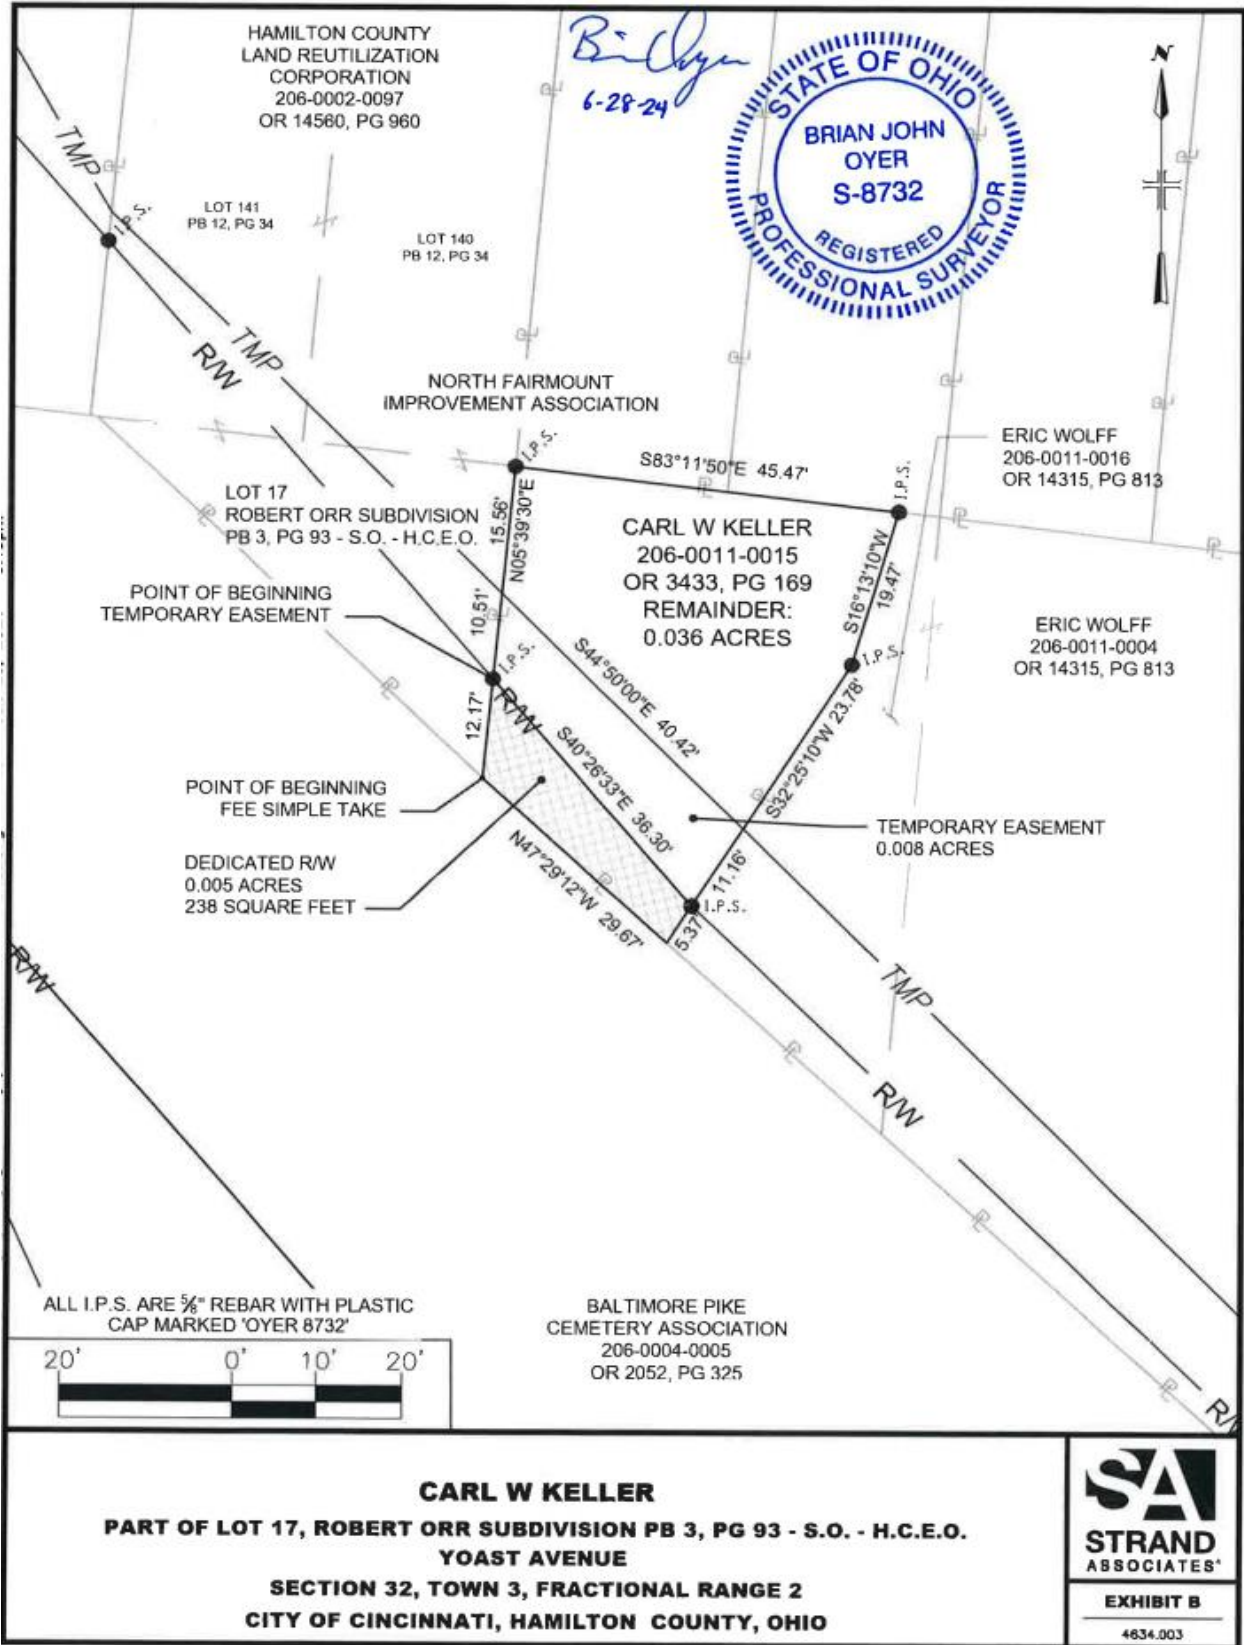 HAMILTON COUNTY
LAND REUTILIZATION
CORPORATION
206-0002-0097
OR 14560, PG 960
6-28-24
STATE OF OHIO
BRIAN JOHN
OYER
S-8732
REGISTERED
PROFESSIONAL SURVEYOR
N
TMP
I.P.S.
LOT 141
PB 12, PG 34
LOT 140
PB 12, PG 34
TMP
R/W
NORTH FAIRMOUNT
IMPROVEMENT ASSOCIATION
I.P.S.
S83°11'50"E 45.47'
I.P.S.
ERIC WOLFF
206-0011-0016
OR 14315, PG 813
LOT 17
ROBERT ORR SUBDIVISION
PB 3, PG 93 - S.O. - H.C.E.O.
15.56'
N05°39'30"E
CARL W KELLER
206-0011-0015
OR 3433, PG 169
REMAINDER:
0.036 ACRES
S16°13'10"W
19.47'
POINT OF BEGINNING
TEMPORARY EASEMENT
10.51'
I.P.S.
R/W
S44°50'00"E 40.42'
I.P.S.
ERIC WOLFF
206-0011-0004
OR 14315, PG 813
12.17'
S40°26'33"E 36.30'
S32°25'10"W 23.78'
POINT OF BEGINNING
FEE SIMPLE TAKE
TEMPORARY EASEMENT
0.008 ACRES
DEDICATED R/W
0.005 ACRES
238 SQUARE FEET
N47°29'12"W 29.67'
11.16'
I.P.S.
5.37'
R/W
TMP
R/W
ALL I.P.S. ARE ⅝" REBAR WITH PLASTIC
CAP MARKED 'OYER 8732'
20' 0' 10' 20'
BALTIMORE PIKE
CEMETERY ASSOCIATION
206-0004-0005
OR 2052, PG 325
CARL W KELLER
PART OF LOT 17, ROBERT ORR SUBDIVISION PB 3, PG 93 - S.O. - H.C.E.O.
YOAST AVENUE
SECTION 32, TOWN 3, FRACTIONAL RANGE 2
CITY OF CINCINNATI, HAMILTON COUNTY, OHIO
SA
STRAND
ASSOCIATES®
EXHIBIT B
4634.003